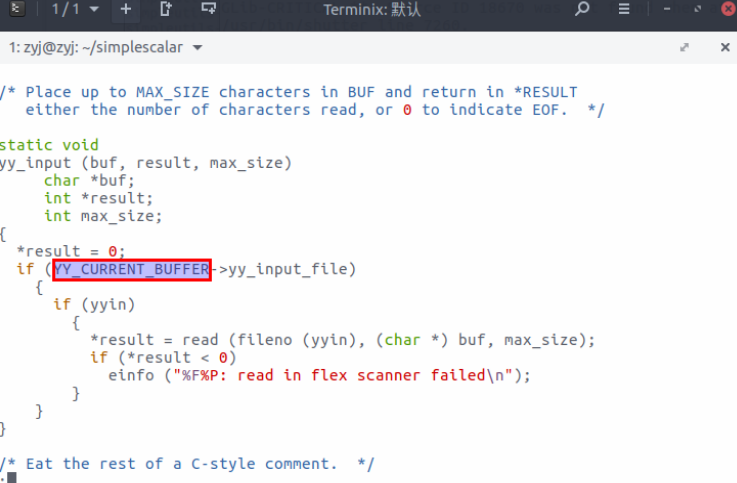 1 / 1
Terminix: 默认
1: zyj@zyj: ~/simplescalar
/* Place up to MAX_SIZE characters in BUF and return in *RESULT
   either the number of characters read, or 0 to indicate EOF.  */
static void
yy_input (buf, result, max_size)
     char *buf;
     int *result;
     int max_size;
{
  *result = 0;
  if (YY_CURRENT_BUFFER->yy_input_file)
    {
      if (yyin)
        {
          *result = read (fileno (yyin), (char *) buf, max_size);
          if (*result < 0)
            einfo ("%F%P: read in flex scanner failed\n");
        }
    }
}
/* Eat the rest of a C-style comment.  */
: